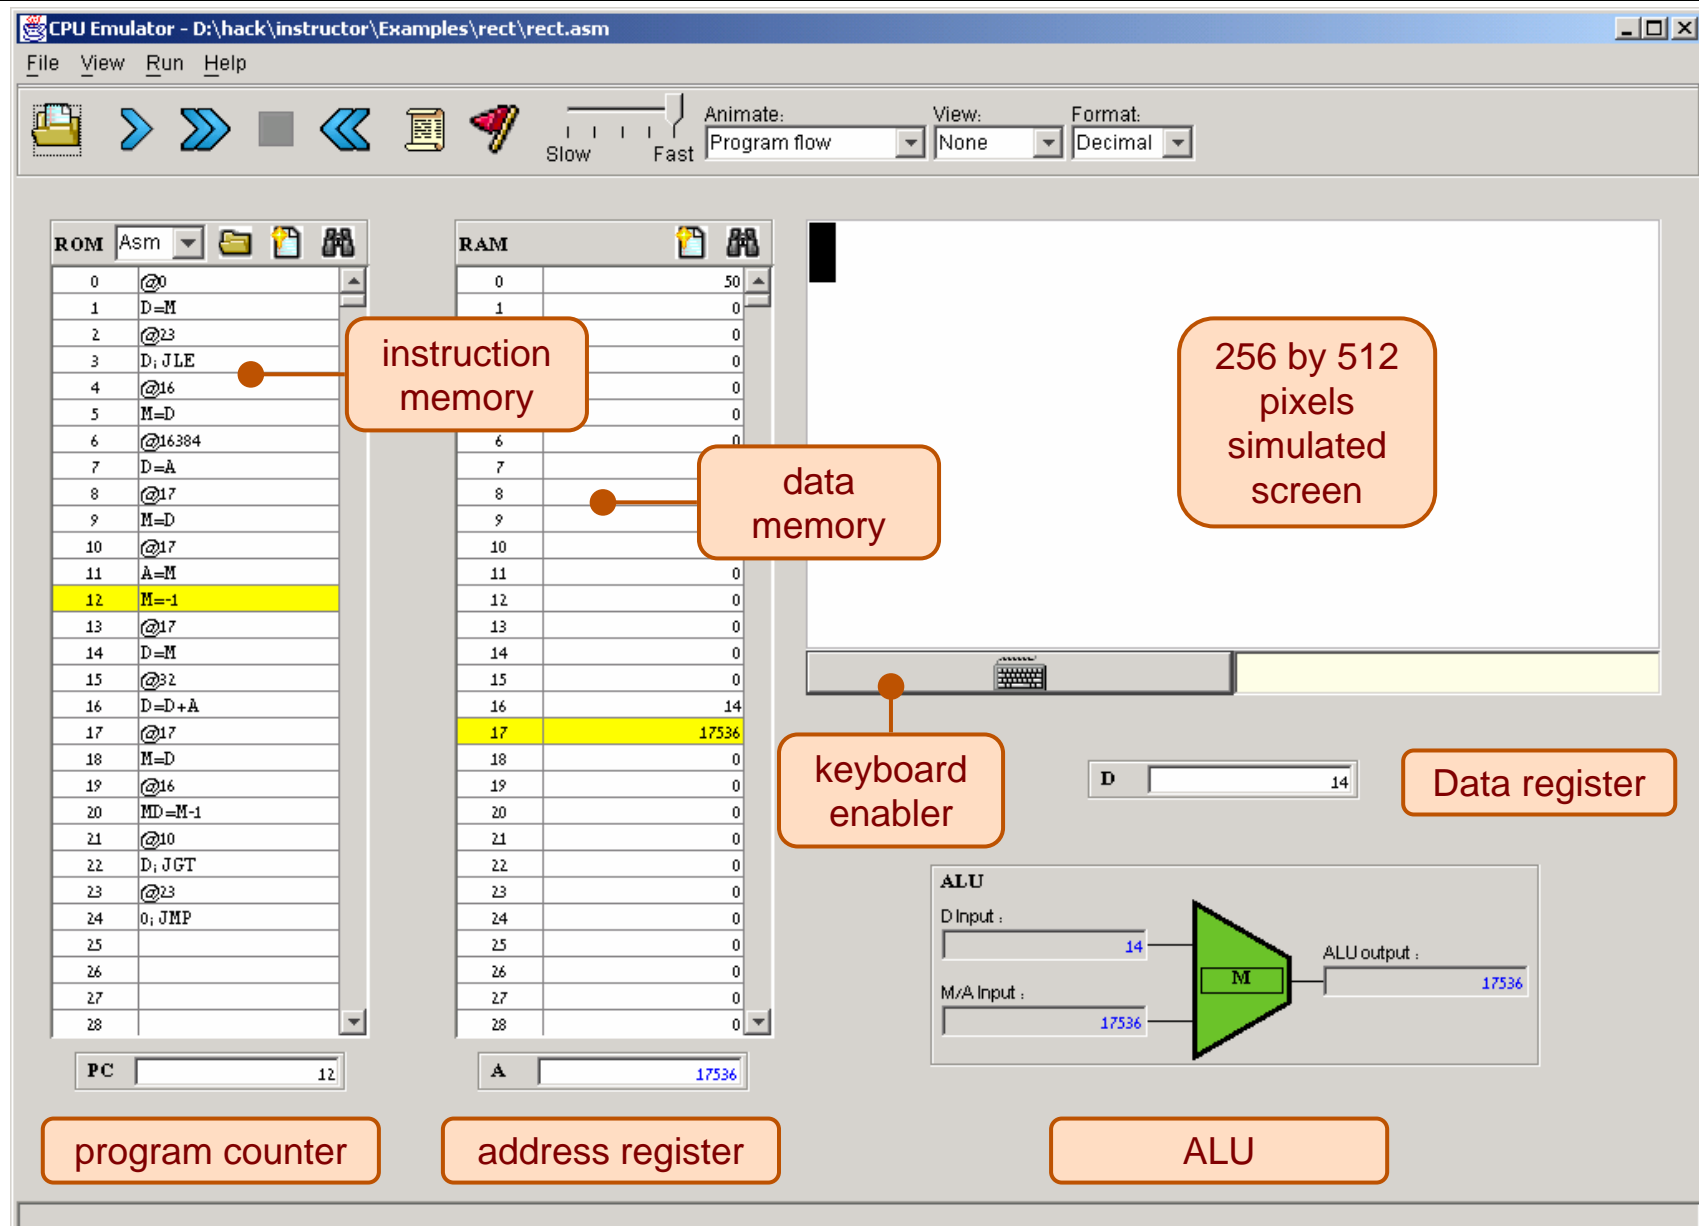 CPU Emulator - D:\hack\instructor\Examples\rect\rect.asm
File View Run Help
Slow Fast
Animate:
Program flow
View:
None
Format:
Decimal
ROM Asm
0 @0
1 D=M
2 @23
3 D;JLE
4 @16
5 M=D
6 @16384
7 D=A
8 @17
9 M=D
10 @17
11 A=M
12 M=-1
13 @17
14 D=M
15 @32
16 D=D+A
17 @17
18 M=D
19 @16
20 MD=M-1
21 @10
22 D;JGT
23 @23
24 0;JMP
25
26
27
28
PC 12
program counter
instruction
memory
RAM
0 50
1 0
0
0
0
0
6 0
7
8
9
10
11 0
12 0
13 0
14 0
15 0
16 14
17 17536
18 0
19 0
20 0
21 0
22 0
23 0
24 0
25 0
26 0
27 0
28 0
A 17536
address register
data
memory
256 by 512
pixels
simulated
screen
keyboard
enabler
D 14
Data register
ALU
D Input :
14
M/A Input :
17536
M
ALU output :
17536
ALU